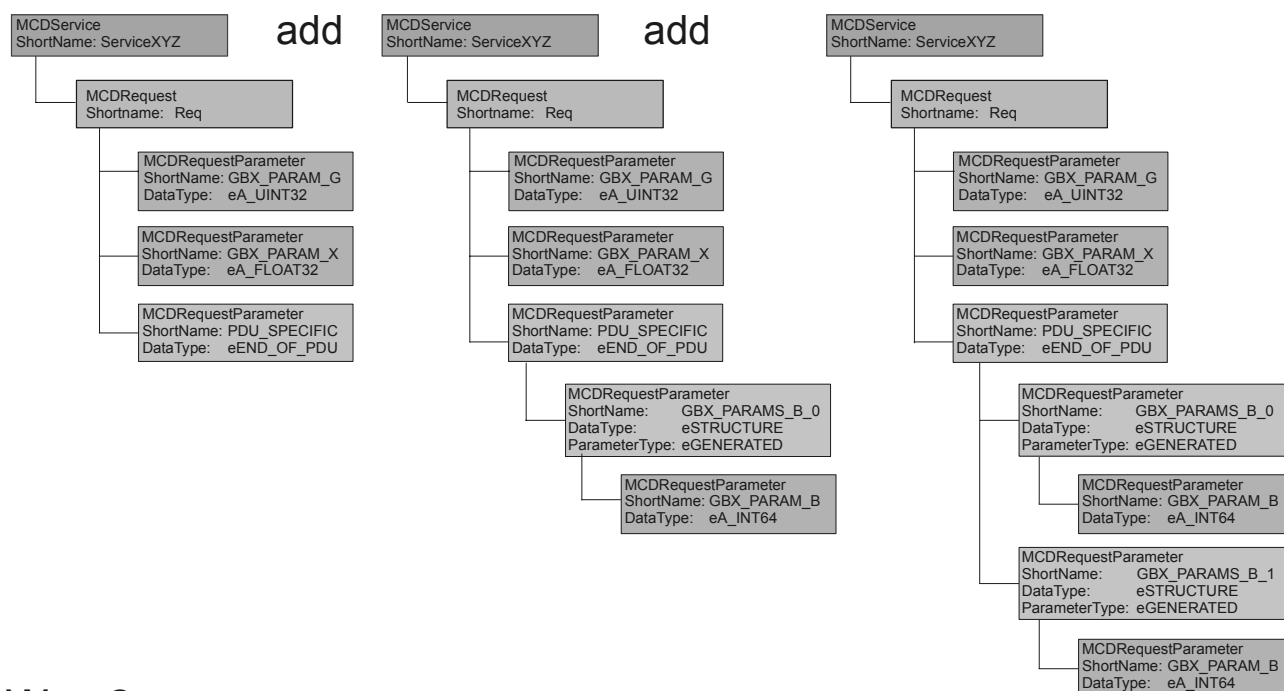 MCDService
ShortName: ServiceXYZ
MCDRequest
Shortname: Req
MCDRequestParameter
ShortName: GBX_PARAM_G
DataType: eA_UINT32
MCDRequestParameter
ShortName: GBX_PARAM_X
DataType: eA_FLOAT32
MCDRequestParameter
ShortName: PDU_SPECIFIC
DataType: eEND_OF_PDU
add
MCDService
ShortName: ServiceXYZ
MCDRequest
Shortname: Req
MCDRequestParameter
ShortName: GBX_PARAM_G
DataType: eA_UINT32
MCDRequestParameter
ShortName: GBX_PARAM_X
DataType: eA_FLOAT32
MCDRequestParameter
ShortName: PDU_SPECIFIC
DataType: eEND_OF_PDU
MCDRequestParameter
ShortName: GBX_PARAMS_B_0
DataType: eSTRUCTURE
ParameterType: eGENERATED
MCDRequestParameter
ShortName: GBX_PARAM_B
DataType: eA_INT64
add
MCDService
ShortName: ServiceXYZ
MCDRequest
Shortname: Req
MCDRequestParameter
ShortName: GBX_PARAM_G
DataType: eA_UINT32
MCDRequestParameter
ShortName: GBX_PARAM_X
DataType: eA_FLOAT32
MCDRequestParameter
ShortName: PDU_SPECIFIC
DataType: eEND_OF_PDU
MCDRequestParameter
ShortName: GBX_PARAMS_B_0
DataType: eSTRUCTURE
ParameterType: eGENERATED
MCDRequestParameter
ShortName: GBX_PARAM_B
DataType: eA_INT64
MCDRequestParameter
ShortName: GBX_PARAMS_B_1
DataType: eSTRUCTURE
ParameterType: eGENERATED
MCDRequestParameter
ShortName: GBX_PARAM_B
DataType: eA_INT64